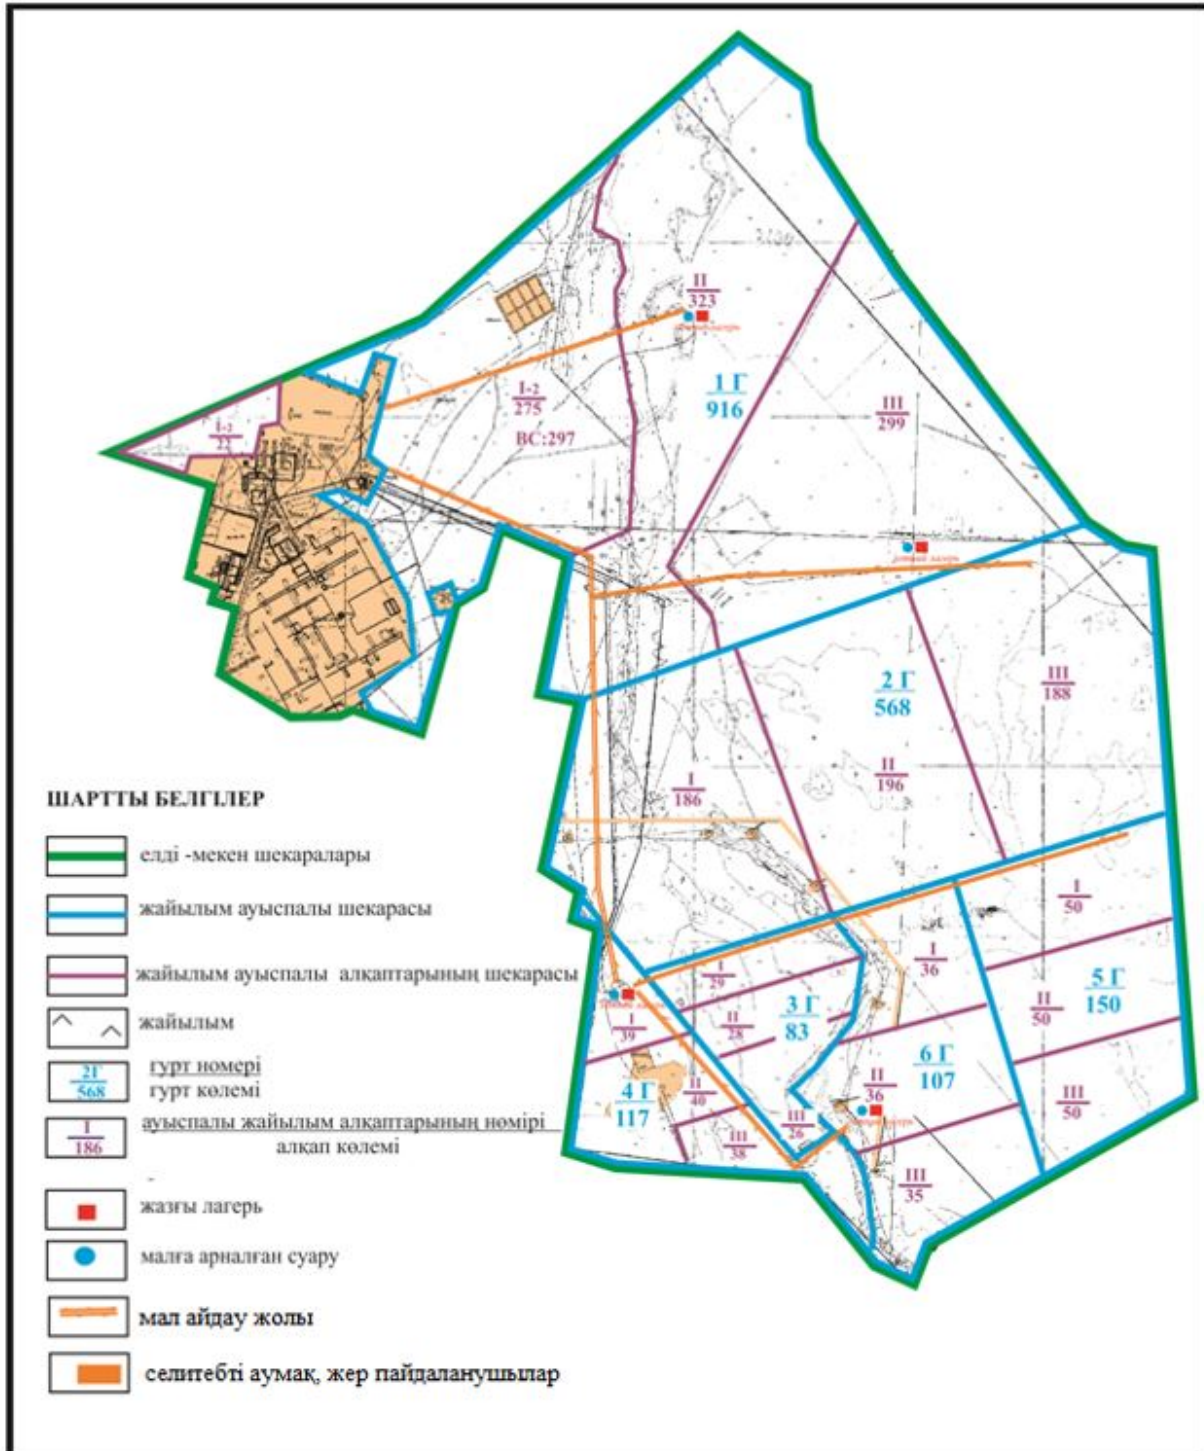 II
323
1 Г
916
I-2
275
ВС:297
III
299
I-2
22
2 Г
568
III
188
II
196
I
186
ШАРТТЫ БЕЛГІЛЕР
елді -мекен шекаралары
жайылым ауыспалы шекарасы
жайылым ауыспалы алқаптарының шекарасы
жайылым
2Г
568
гурт номері
гурт көлемі
I
186
ауыспалы жайылым алқаптарының нөмірі
алқап көлемі
жазғы лагерь
малға арналған суару
мал айдау жолы
селитебті аумақ, жер пайдаланушылар
I
50
I
36
I
29
5 Г
150
II
50
3 Г
83
II
28
I
39
6 Г
107
II
36
4 Г
117
II
40
III
50
III
26
III
38
III
35